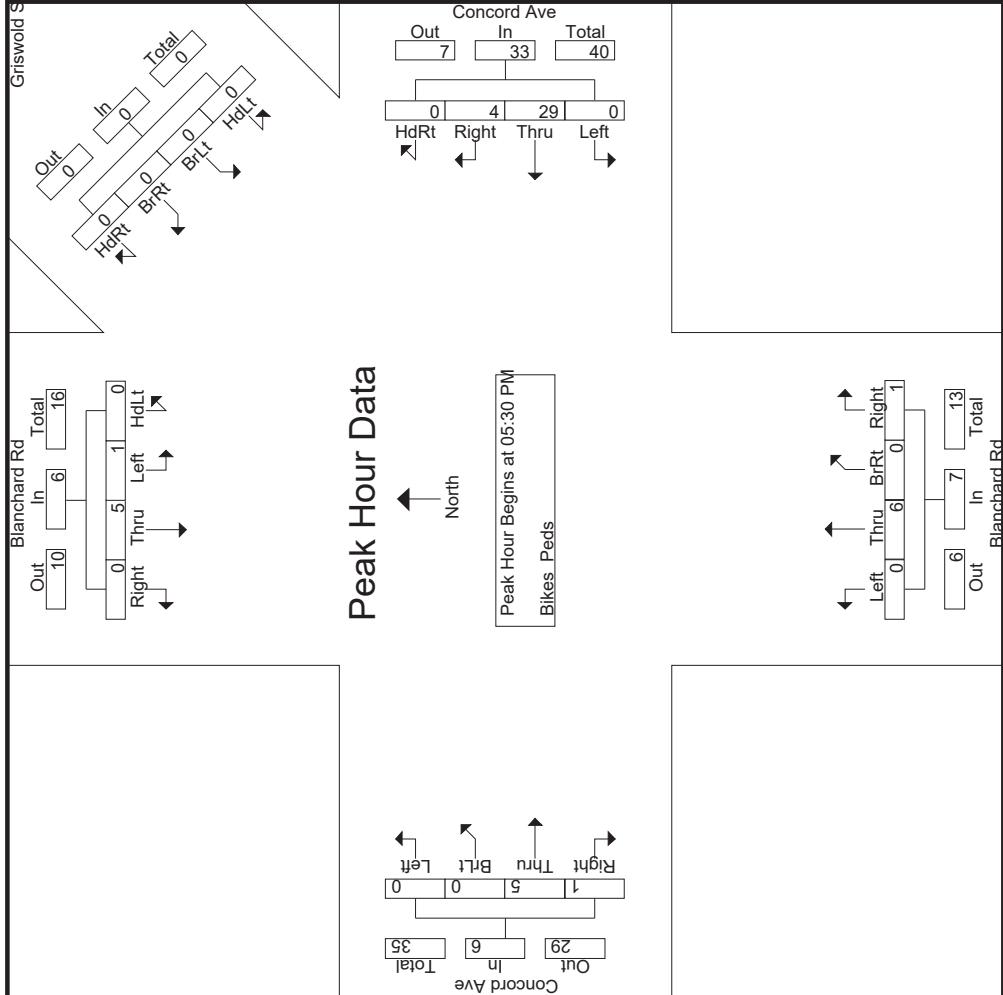 Concord Ave
Out In Total
7 33 40
0 4 29 0
HdRt Right Thru Left
Griswold S
Out In Total
0 0 0
0 0 0 0
HdRt BrRt BrLt HdLt
Blanchard Rd
Out In Total
10 6 16
0 5 1 0
Right Thru Left HdLt
Peak Hour Data
North
Peak Hour Begins at 05:30 PM
Bikes Peds
Left Thru BrRt Right
0 6 0 1
6 7 13
Out In Total
Blanchard Rd
Left BrLt Thru Right
0 0 5 1
35 6 29
Total In Out
Concord Ave